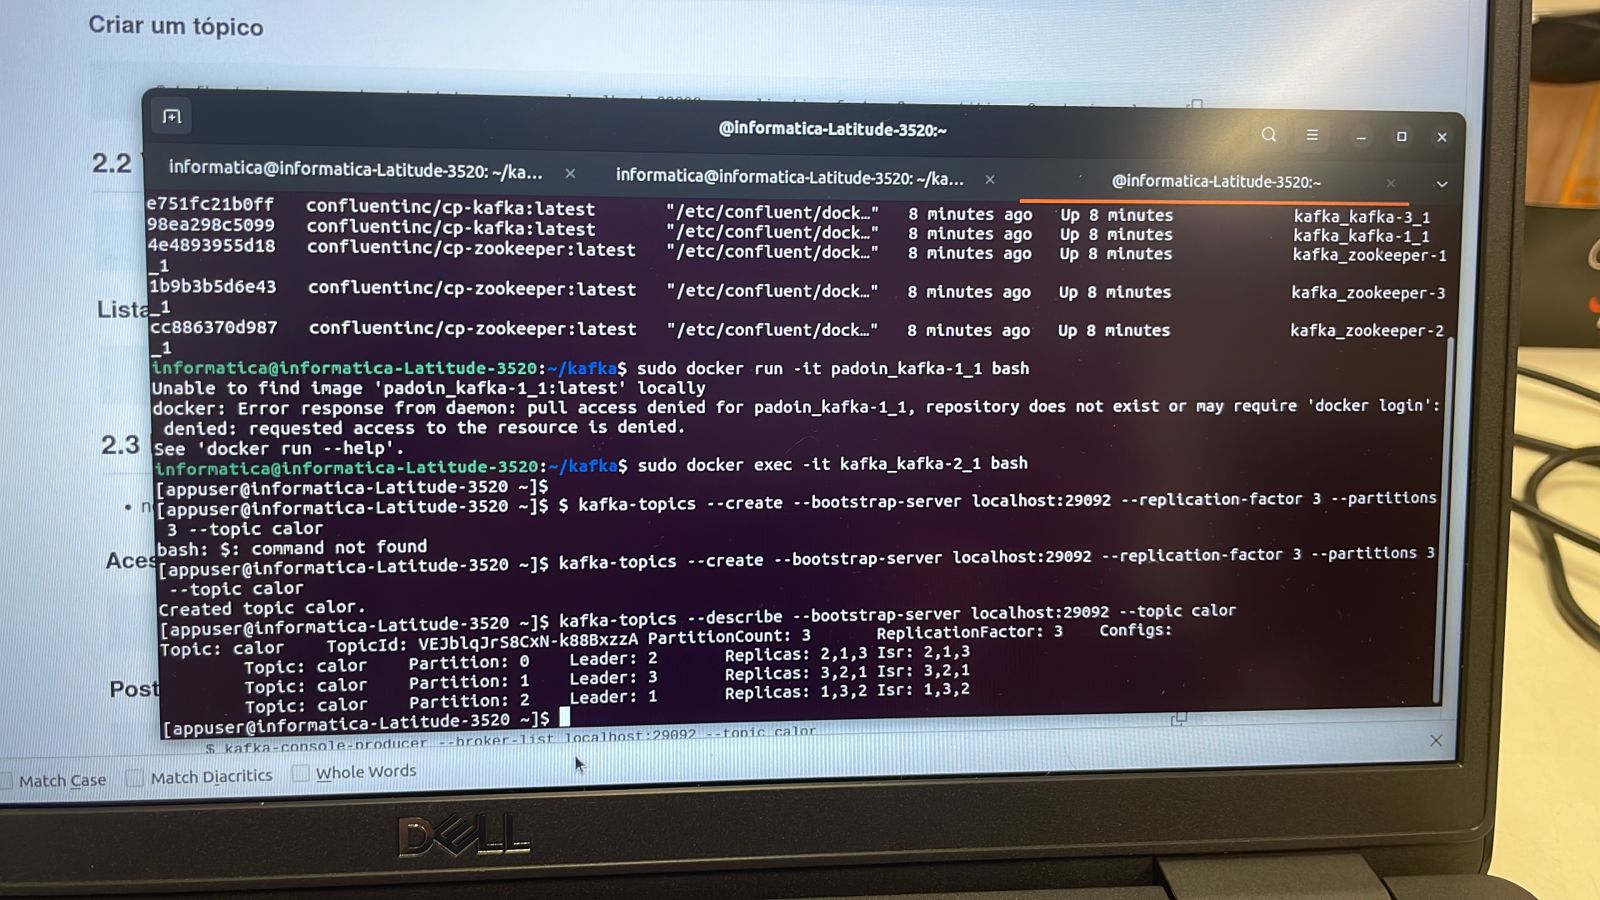 Criar um tópico
@informatica-Latitude-3520:~
informatica@informatica-Latitude-3520: ~/ka... × informatica@informatica-Latitude-3520: ~/ka... × @informatica-Latitude-3520:~ ×
2.2
e751fc21b0ff confluentinc/cp-kafka:latest "/etc/confluent/dock…" 8 minutes ago Up 8 minutes kafka_kafka-3_1
98ea298c5099 confluentinc/cp-kafka:latest "/etc/confluent/dock…" 8 minutes ago Up 8 minutes kafka_kafka-1_1
4e4893955d18 confluentinc/cp-zookeeper:latest "/etc/confluent/dock…" 8 minutes ago Up 8 minutes kafka_zookeeper-1
_1
1b9b3b5d6e43 confluentinc/cp-zookeeper:latest "/etc/confluent/dock…" 8 minutes ago Up 8 minutes kafka_zookeeper-3
Lista
_1
cc886370d987 confluentinc/cp-zookeeper:latest "/etc/confluent/dock…" 8 minutes ago Up 8 minutes kafka_zookeeper-2
_1
informatica@informatica-Latitude-3520:~/kafka$ sudo docker run -it padoin_kafka-1_1 bash
Unable to find image 'padoin_kafka-1_1:latest' locally
docker: Error response from daemon: pull access denied for padoin_kafka-1_1, repository does not exist or may require 'docker login':
denied: requested access to the resource is denied.
2.3
See 'docker run --help'.
informatica@informatica-Latitude-3520:~/kafka$ sudo docker exec -it kafka_kafka-2_1 bash
[appuser@informatica-Latitude-3520 ~]$
[appuser@informatica-Latitude-3520 ~]$ $ kafka-topics --create --bootstrap-server localhost:29092 --replication-factor 3 --partitions
3 --topic calor
bash: $: command not found
Aces
[appuser@informatica-Latitude-3520 ~]$ kafka-topics --create --bootstrap-server localhost:29092 --replication-factor 3 --partitions 3
--topic calor
Created topic calor.
[appuser@informatica-Latitude-3520 ~]$ kafka-topics --describe --bootstrap-server localhost:29092 --topic calor
Topic: calor TopicId: VEJblqJrS8CxN-k88BxzzA PartitionCount: 3 ReplicationFactor: 3 Configs:
Topic: calor Partition: 0 Leader: 2 Replicas: 2,1,3 Isr: 2,1,3
Topic: calor Partition: 1 Leader: 3 Replicas: 3,2,1 Isr: 3,2,1
Post
Topic: calor Partition: 2 Leader: 1 Replicas: 1,3,2 Isr: 1,3,2
[appuser@informatica-Latitude-3520 ~]$
$ kafka-console-producer --broker-list localhost:29092 --topic calor
Match Case Match Diacritics Whole Words
DELL